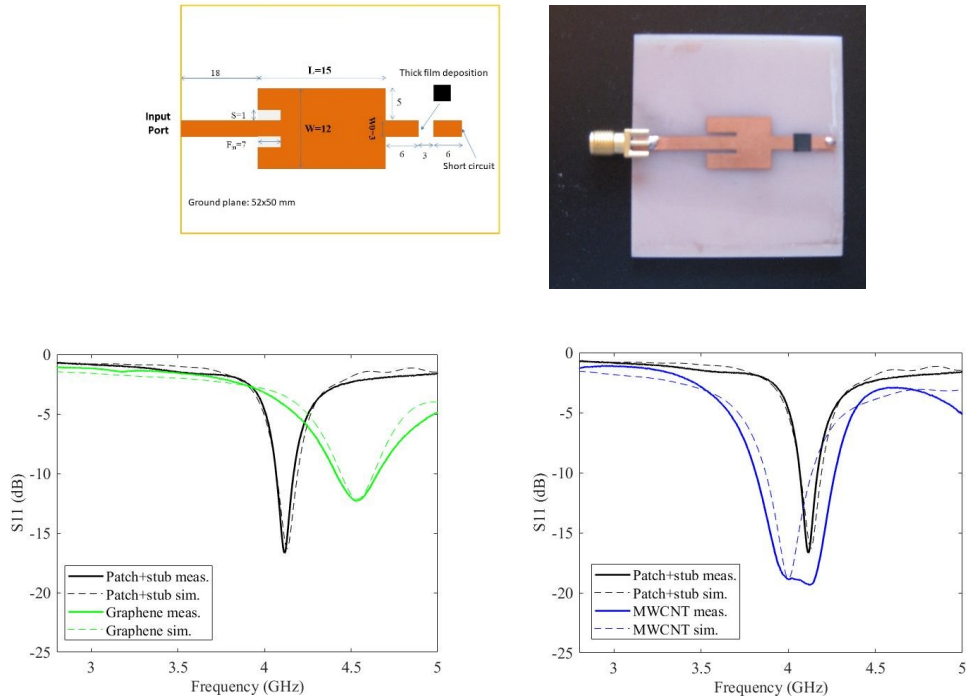 Thick film deposition
18
L=15
S=1
5
Input
Port
W=12
W0=3
Fn=7
6
3
6
Short circuit
Ground plane: 52x50 mm
0
-5
-10
-15
-20
-25
S11 (dB)
Patch+stub meas.
Patch+stub sim.
Graphene meas.
Graphene sim.
3
3.5
4
4.5
5
Frequency (GHz)
0
-5
-10
-15
-20
-25
S11 (dB)
Patch+stub meas.
Patch+stub sim.
MWCNT meas.
MWCNT sim.
3
3.5
4
4.5
5
Frequency (GHz)